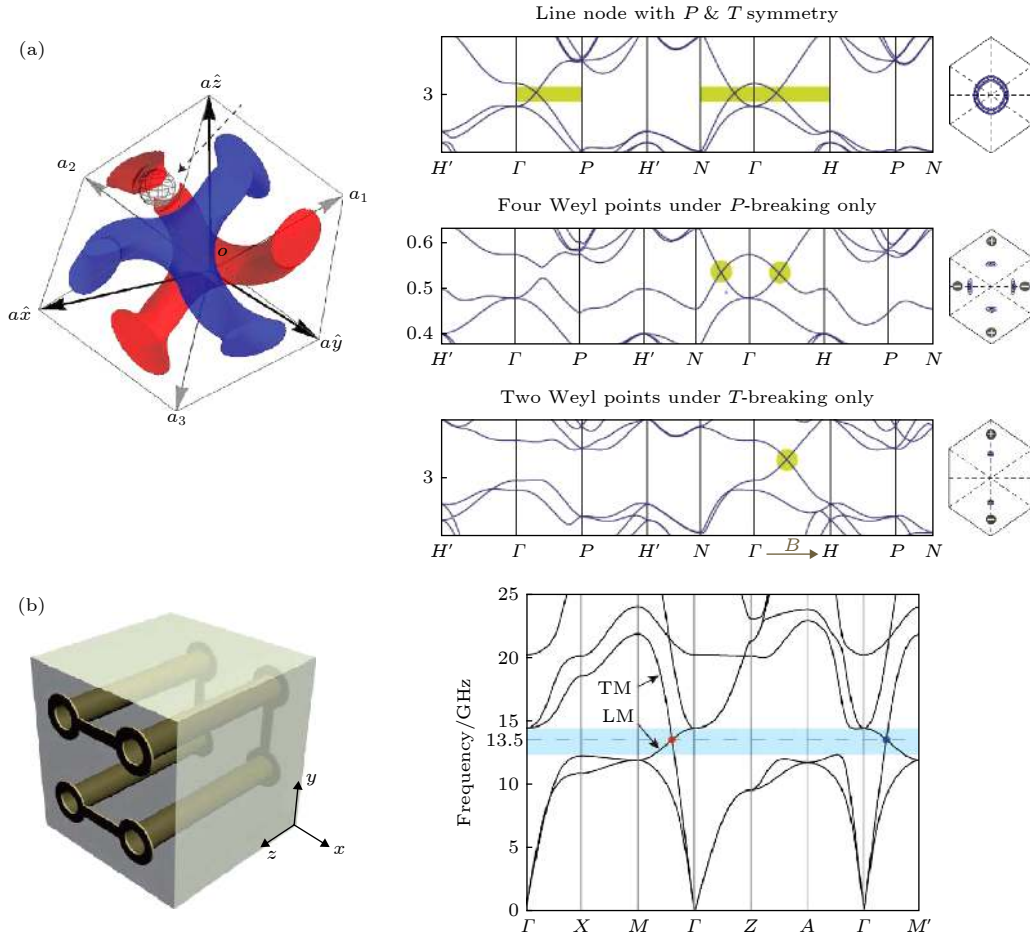 (a)
aẑ
a₂
a₁
o
ax̂
aŷ
a₃
Line node with P & T symmetry
3
H′ Γ P H′ N Γ H P N
Four Weyl points under P-breaking only
0.6
0.5
0.4
+
− −
+
H′ Γ P H′ N Γ H P N
Two Weyl points under T-breaking only
3
+
−
H′ Γ P H′ N Γ B H P N
(b)
y
z x
Frequency/GHz
25
20
15
13.5
10
5
0
TM
LM
Γ X M Γ Z A Γ M′